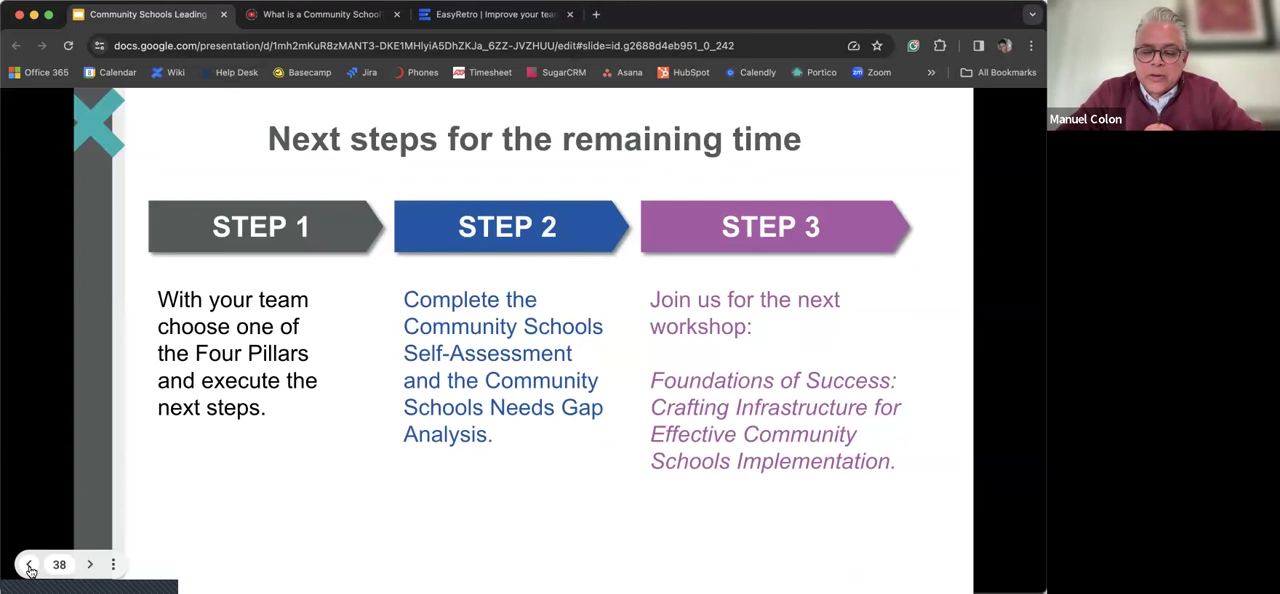 Community Schools Leading
What is a Community School
EasyRetro | Improve your tea
docs.google.com/presentation/d/1mh2mKuR8zMANT3-DKE1MHlyiA5DhZKJa_6ZZ-JVZHUU/edit#slide=id.g2688d4eb951_0_242
Office 365
Calendar
Wiki
Help Desk
Basecamp
Jira
Phones
Timesheet
SugarCRM
Asana
HubSpot
Calendly
Portico
zm Zoom
»
All Bookmarks
Manuel Colon
Next steps for the remaining time
STEP 1
With your team
choose one of
the Four Pillars
and execute the
next steps.
STEP 2
Complete the
Community Schools
Self-Assessment
and the Community
Schools Needs Gap
Analysis.
STEP 3
Join us for the next
workshop:
Foundations of Success:
Crafting Infrastructure for
Effective Community
Schools Implementation.
38